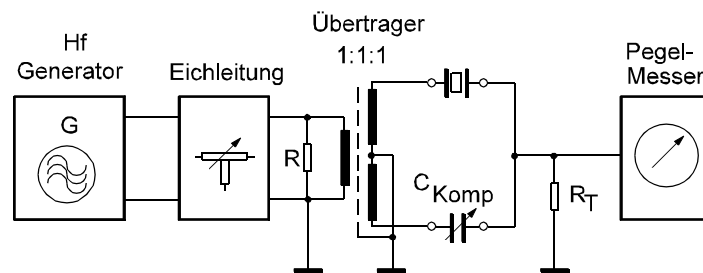 Hf
Generator
G
Eichleitung
R
Übertrager
1:1:1
C Komp
R T
Pegel-
Messer